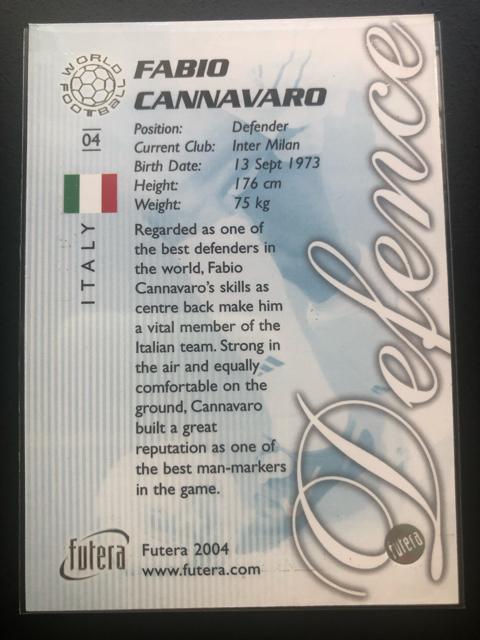 WORLD FOOTBALL
FABIO
CANNAVARO
04
Position: Defender
Current Club: Inter Milan
Birth Date: 13 Sept 1973
Height: 176 cm
Weight: 75 kg
ITALY
Regarded as one of
the best defenders in
the world, Fabio
Cannavaro's skills as
centre back make him
a vital member of the
Italian team. Strong in
the air and equally
comfortable on the
ground, Cannavaro
built a great
reputation as one of
the best man-markers
in the game.
Defence
futera
Futera 2004
www.futera.com
futera